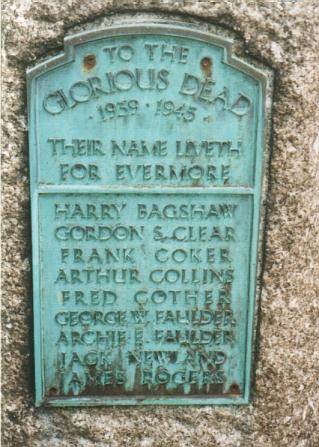 TO THE
GLORIOUS DEAD
· 1939 · 1945 ·
THEIR NAME LIVETH
FOR EVERMORE
HARRY BAGSHAW
GORDON S. CLEAR
FRANK COKER
ARTHUR COLLINS
FRED COTHER
GEORGE W. FAULDER
ARCHIE E. FAULDER
JACK NEWLAND
JAMES ROGERS